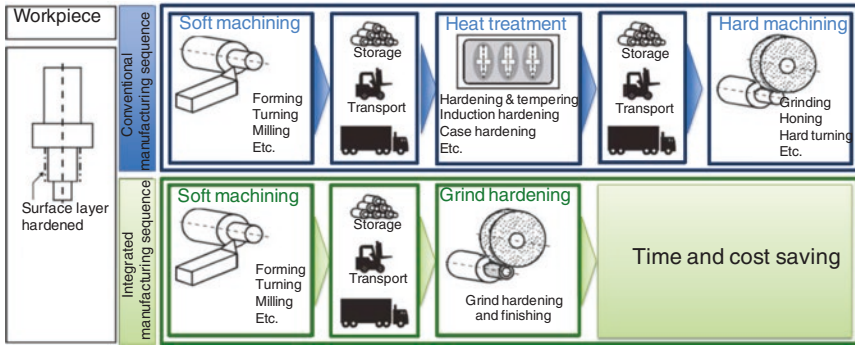 Workpiece
Surface layer
hardened
Conventional
manufacturing sequence
Soft machining
Forming
Turning
Milling
Etc.
Storage
Transport
Heat treatment
Hardening & tempering
Induction hardening
Case hardening
Etc.
Storage
Transport
Hard machining
Grinding
Honing
Hard turning
Etc.
Integrated
manufacturing sequence
Soft machining
Forming
Turning
Milling
Etc.
Storage
Transport
Grind hardening
Grind hardening
and finishing
Time and cost saving